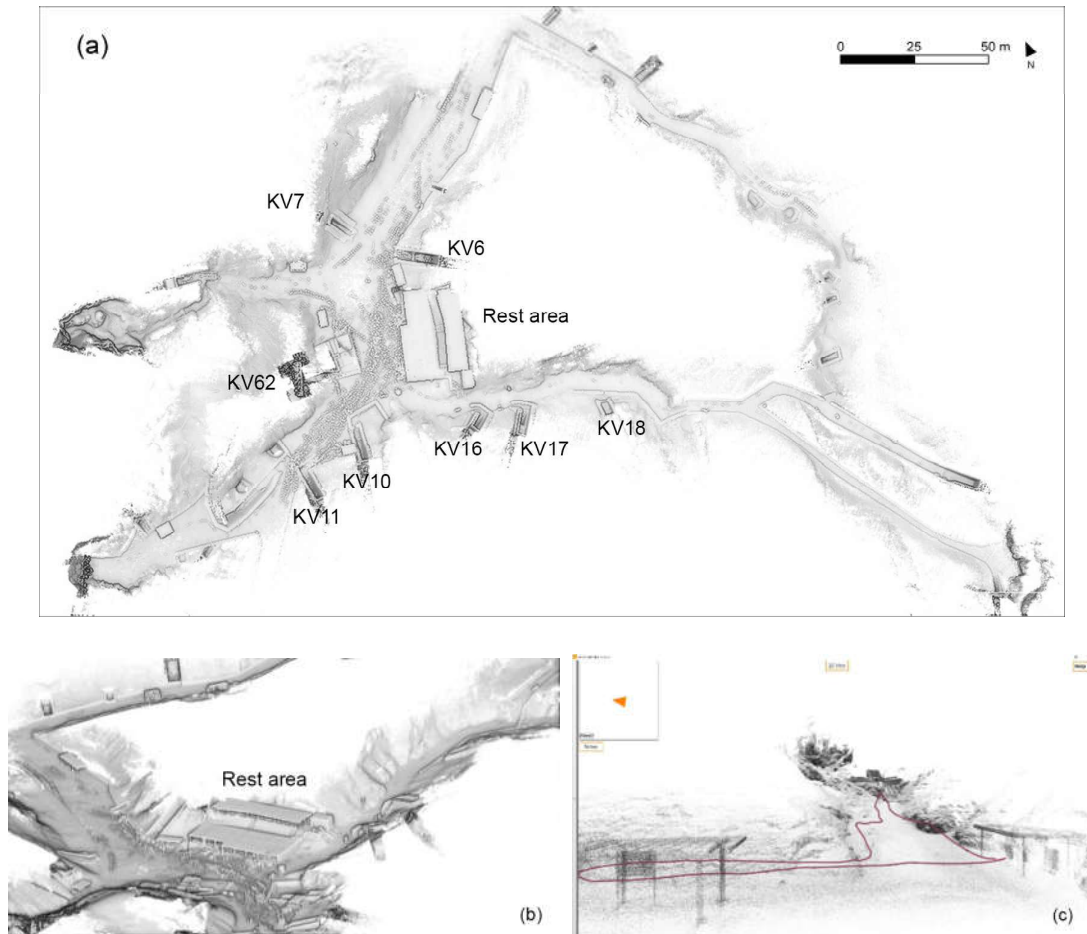 (a)
0 25 50 m
N
KV7
KV6
Rest area
KV62
KV16
KV17
KV18
KV10
KV11
Rest area
(b)
(c)